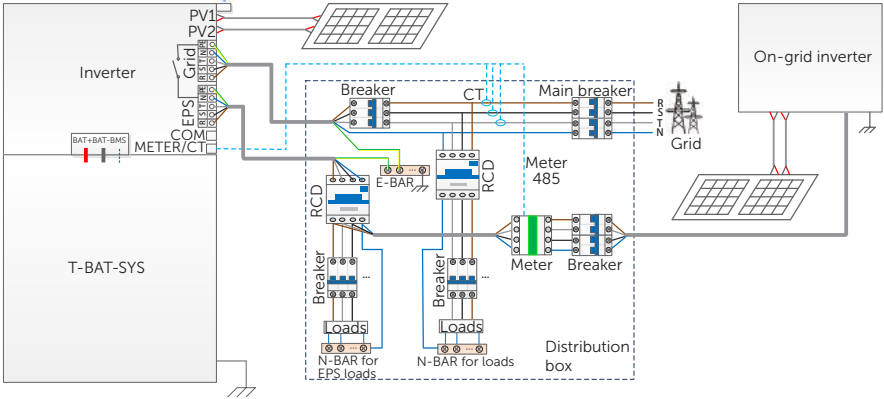 PV1
PV2
Grid
R S T N PE
Inverter
EPS
R S T N PE
COM
METER/CT
BAT+BAT-BMS
T-BAT-SYS
Breaker
CT
Main breaker
R
S
T
N
Grid
On-grid inverter
E-BAR
RCD
RCD
Meter
485
Meter
Breaker
Breaker
...
Breaker
...
Loads
Loads
N-BAR for
EPS loads
N-BAR for loads
Distribution
box